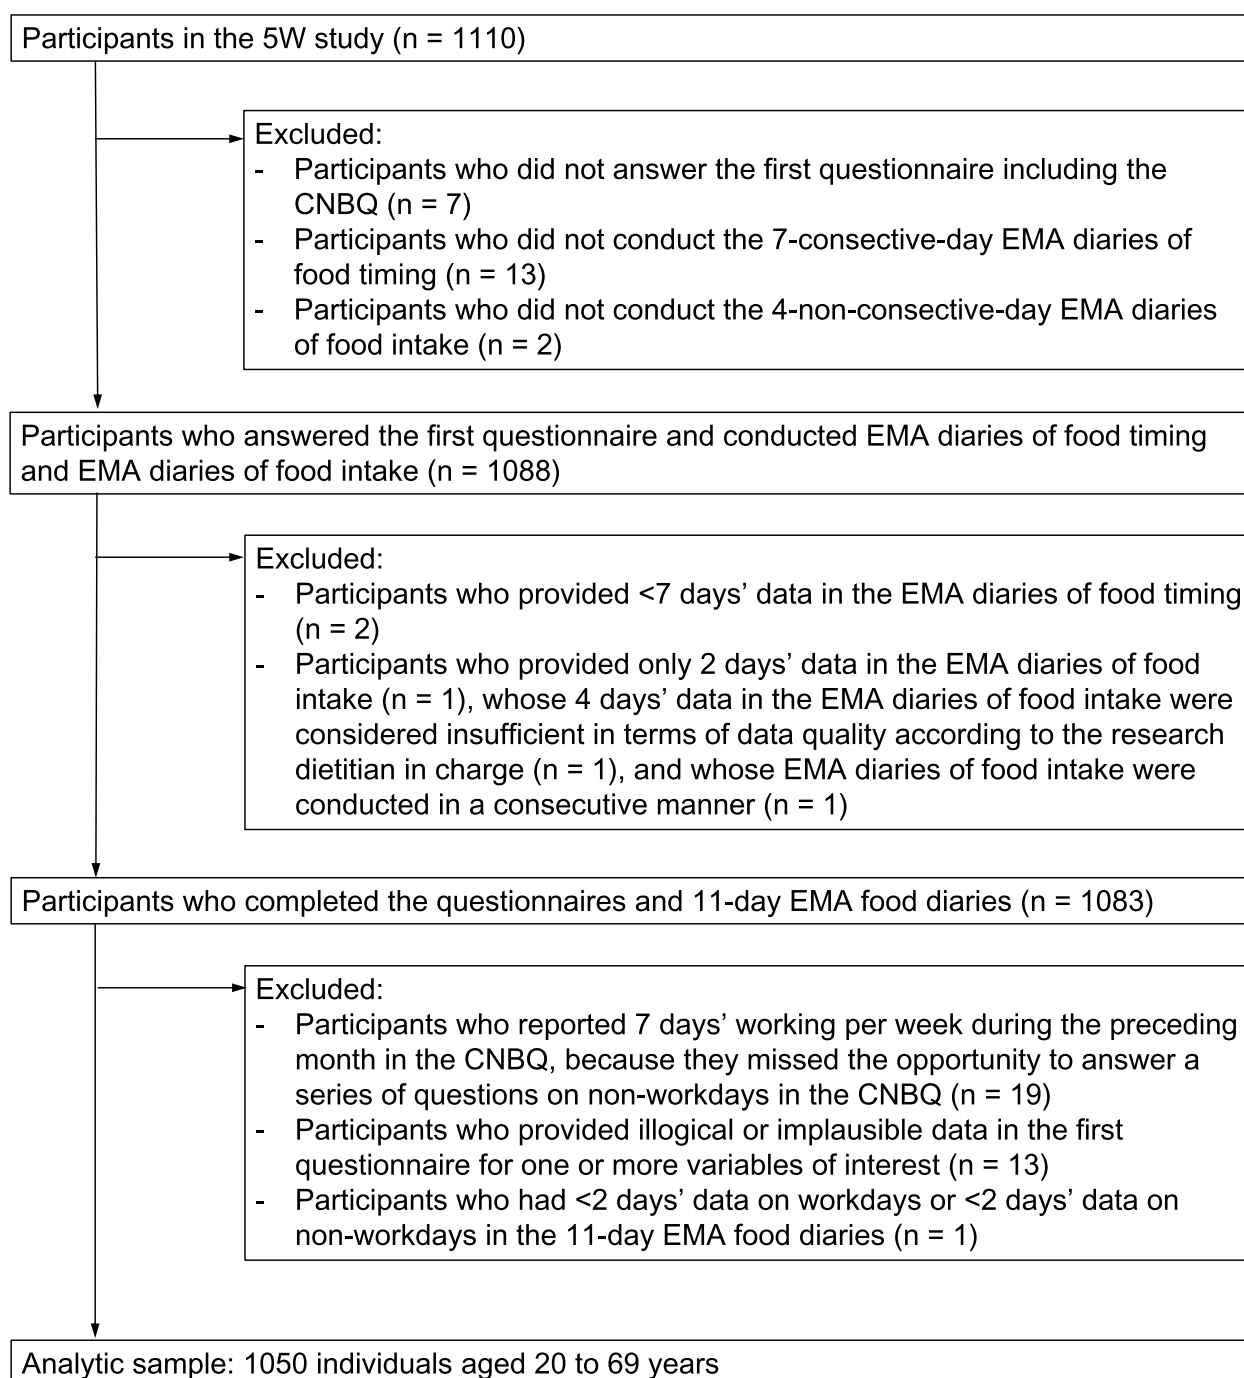 Participants in the 5W study (n = 1110)
Excluded:
- Participants who did not answer the first questionnaire including the
CNBQ (n = 7)
- Participants who did not conduct the 7-consective-day EMA diaries of
food timing (n = 13)
- Participants who did not conduct the 4-non-consective-day EMA diaries
of food intake (n = 2)
Participants who answered the first questionnaire and conducted EMA diaries of food timing
and EMA diaries of food intake (n = 1088)
Excluded:
- Participants who provided <7 days’ data in the EMA diaries of food timing
(n = 2)
- Participants who provided only 2 days’ data in the EMA diaries of food
intake (n = 1), whose 4 days’ data in the EMA diaries of food intake were
considered insufficient in terms of data quality according to the research
dietitian in charge (n = 1), and whose EMA diaries of food intake were
conducted in a consecutive manner (n = 1)
Participants who completed the questionnaires and 11-day EMA food diaries (n = 1083)
Excluded:
- Participants who reported 7 days’ working per week during the preceding
month in the CNBQ, because they missed the opportunity to answer a
series of questions on non-workdays in the CNBQ (n = 19)
- Participants who provided illogical or implausible data in the first
questionnaire for one or more variables of interest (n = 13)
- Participants who had <2 days’ data on workdays or <2 days’ data on
non-workdays in the 11-day EMA food diaries (n = 1)
Analytic sample: 1050 individuals aged 20 to 69 years